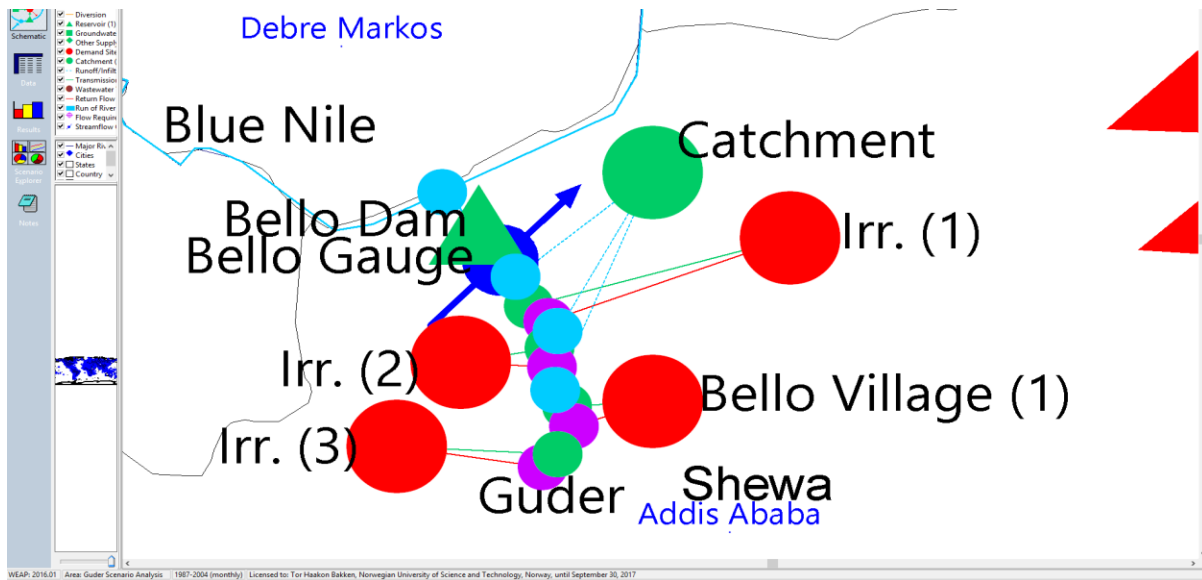 Schematic
Data
Results
Scenario
Explorer
Notes
Diversion
Reservoir (1)
Groundwate
Other Supply
Demand Site
Catchment (
Runoff/Infilt
Transmission
Wastewater
Return Flow
Run of River
Flow Requir
Streamflow
Major Riv
Cities
States
Country
Debre Markos
Blue Nile
Catchment
Bello Dam
Irr. (1)
Bello Gauge
Irr. (2)
Bello Village (1)
Irr. (3)
Guder
Shewa
Addis Ababa
WEAP: 2016.01 Area: Guder Scenario Analysis 1987-2004 (monthly) Licensed to: Tor Haakon Bakken, Norwegian University of Science and Technology, Norway, until September 30, 2017